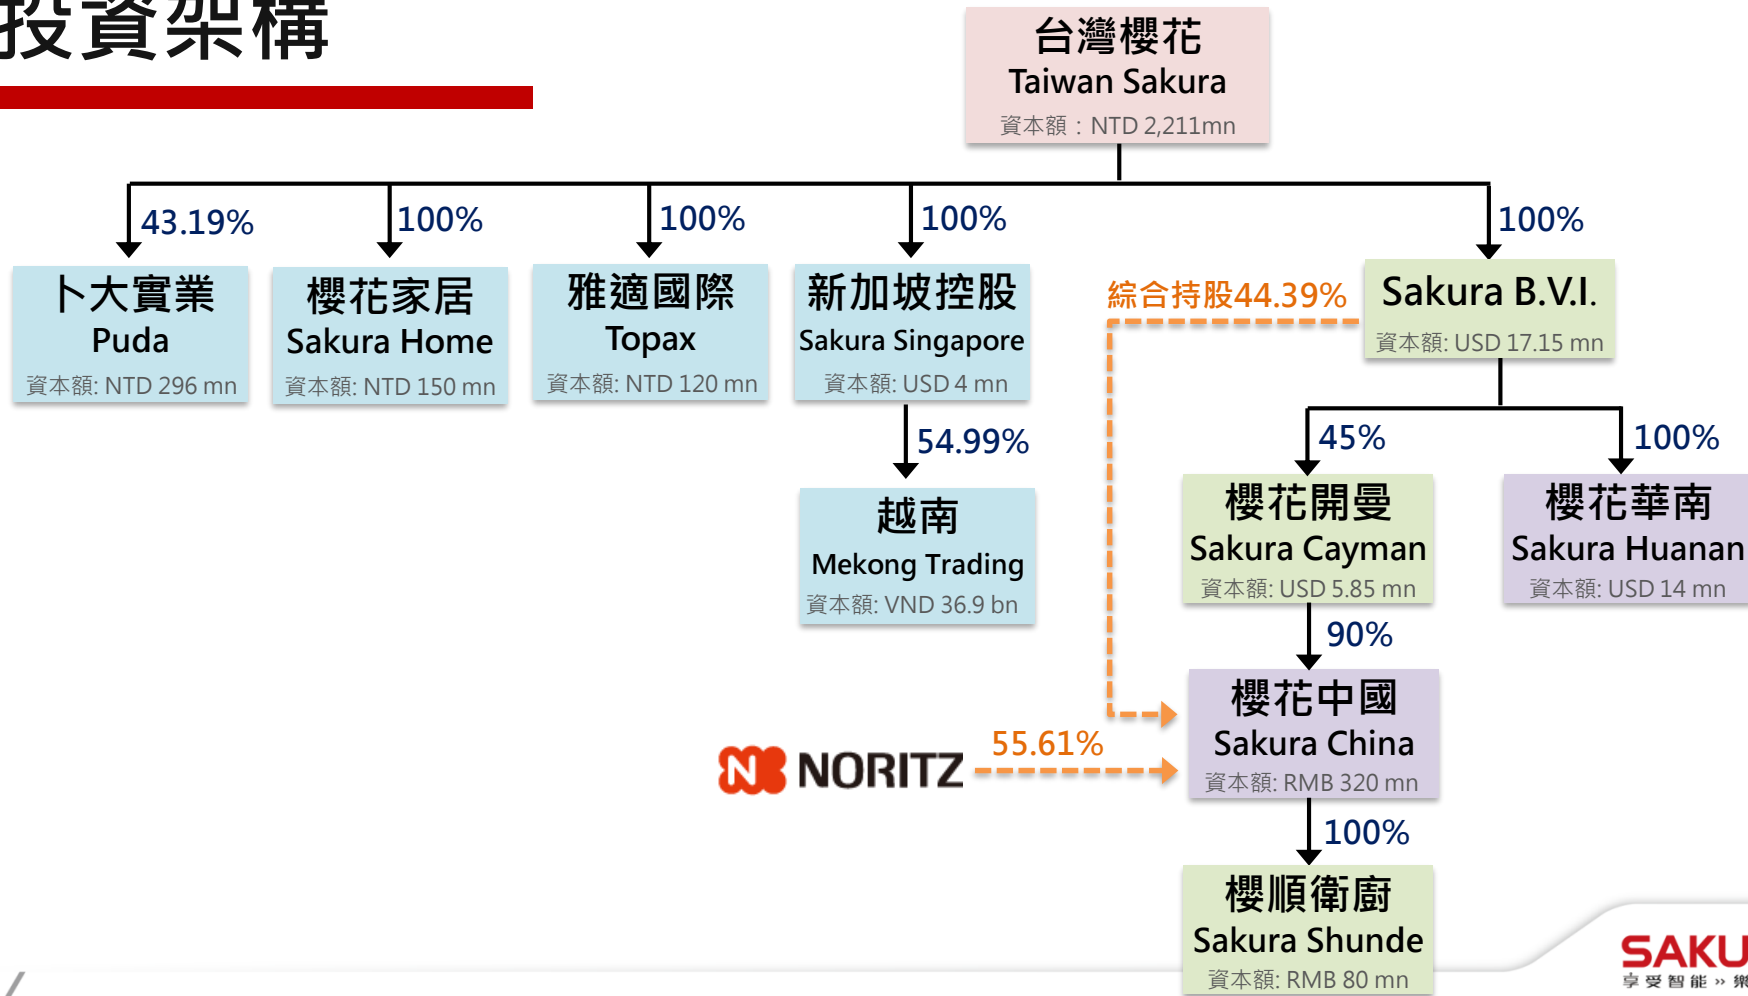 投資架構
台灣櫻花
Taiwan Sakura
資本額：NTD 2,211mn
43.19%
100%
100%
100%
100%
卜大實業
Puda
資本額: NTD 296 mn
櫻花家居
Sakura Home
資本額: NTD 150 mn
雅適國際
Topax
資本額: NTD 120 mn
新加坡控股
Sakura Singapore
資本額: USD 4 mn
綜合持股44.39%
Sakura B.V.I.
資本額: USD 17.15 mn
54.99%
45%
100%
越南
Mekong Trading
資本額: VND 36.9 bn
櫻花開曼
Sakura Cayman
資本額: USD 5.85 mn
櫻花華南
Sakura Huanan
資本額: USD 14 mn
90%
櫻花中國
Sakura China
資本額: RMB 320 mn
N NORITZ
55.61%
100%
櫻順衛廚
Sakura Shunde
資本額: RMB 80 mn
SAKU
享受智能»樂